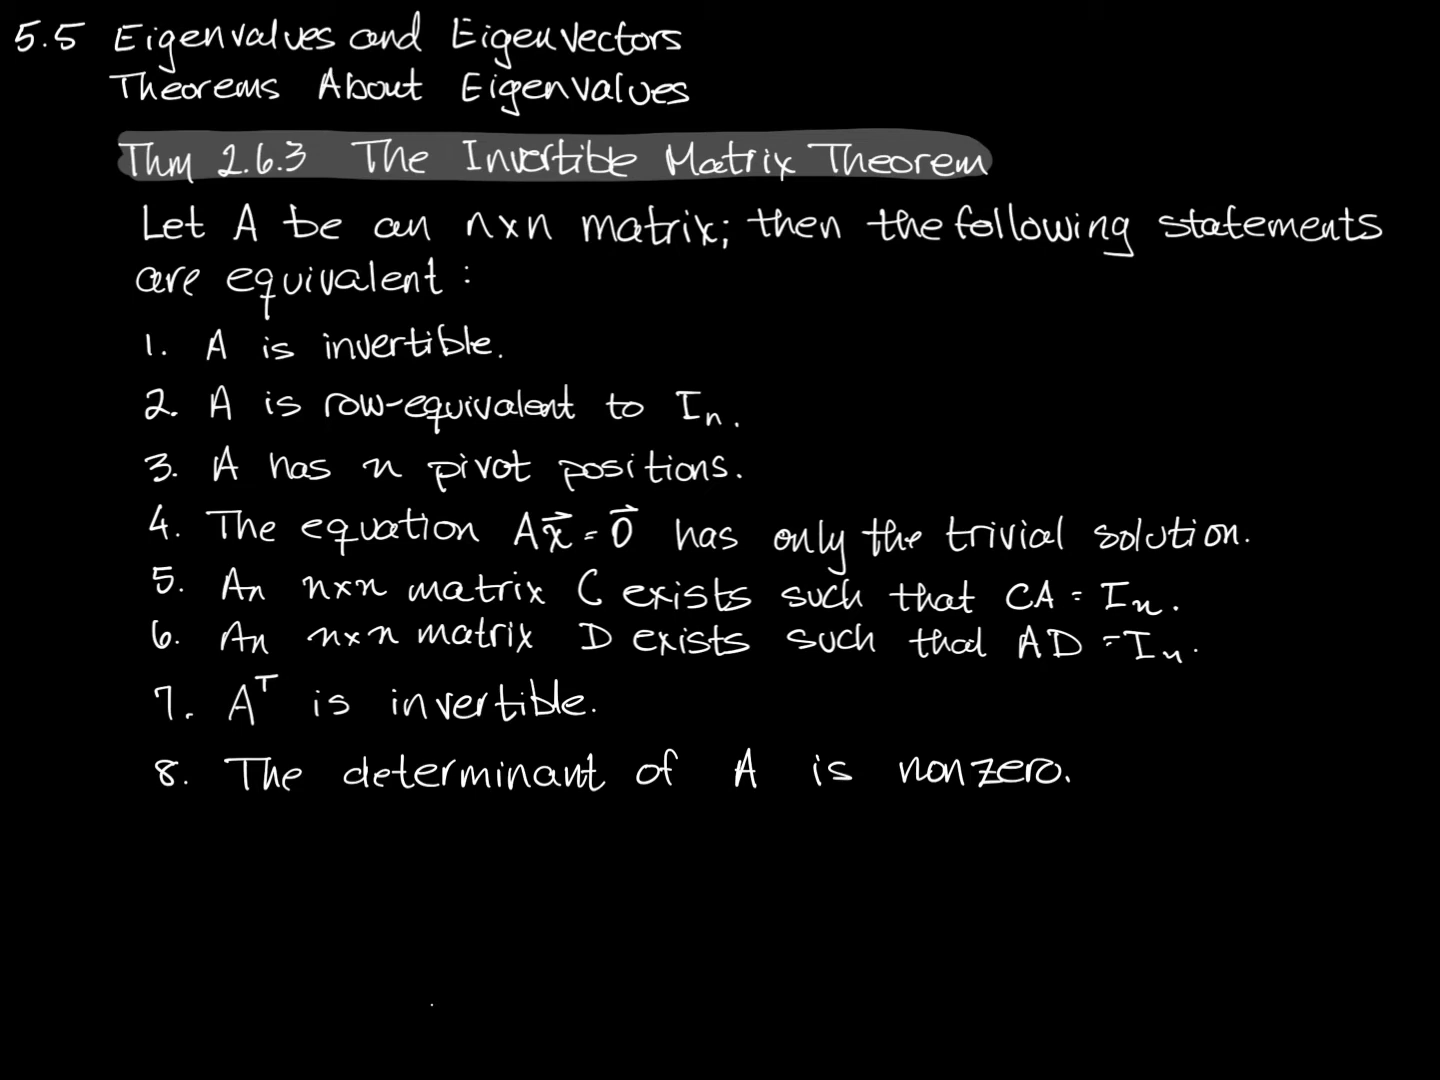 5.5 Eigenvalues and Eigenvectors
Theorems About Eigenvalues
Thm 2.6.3 The Invertible Matrix Theorem
Let A be an n×n matrix; then the following statements
are equivalent:
1. A is invertible.
2. A is row-equivalent to Iₙ.
3. A has n pivot positions.
4. The equation Ax⃗ = 0⃗ has only the trivial solution.
5. An n×n matrix C exists such that CA = Iₙ.
6. An n×n matrix D exists such that AD = Iₙ.
7. Aᵀ is invertible.
8. The determinant of A is nonzero.